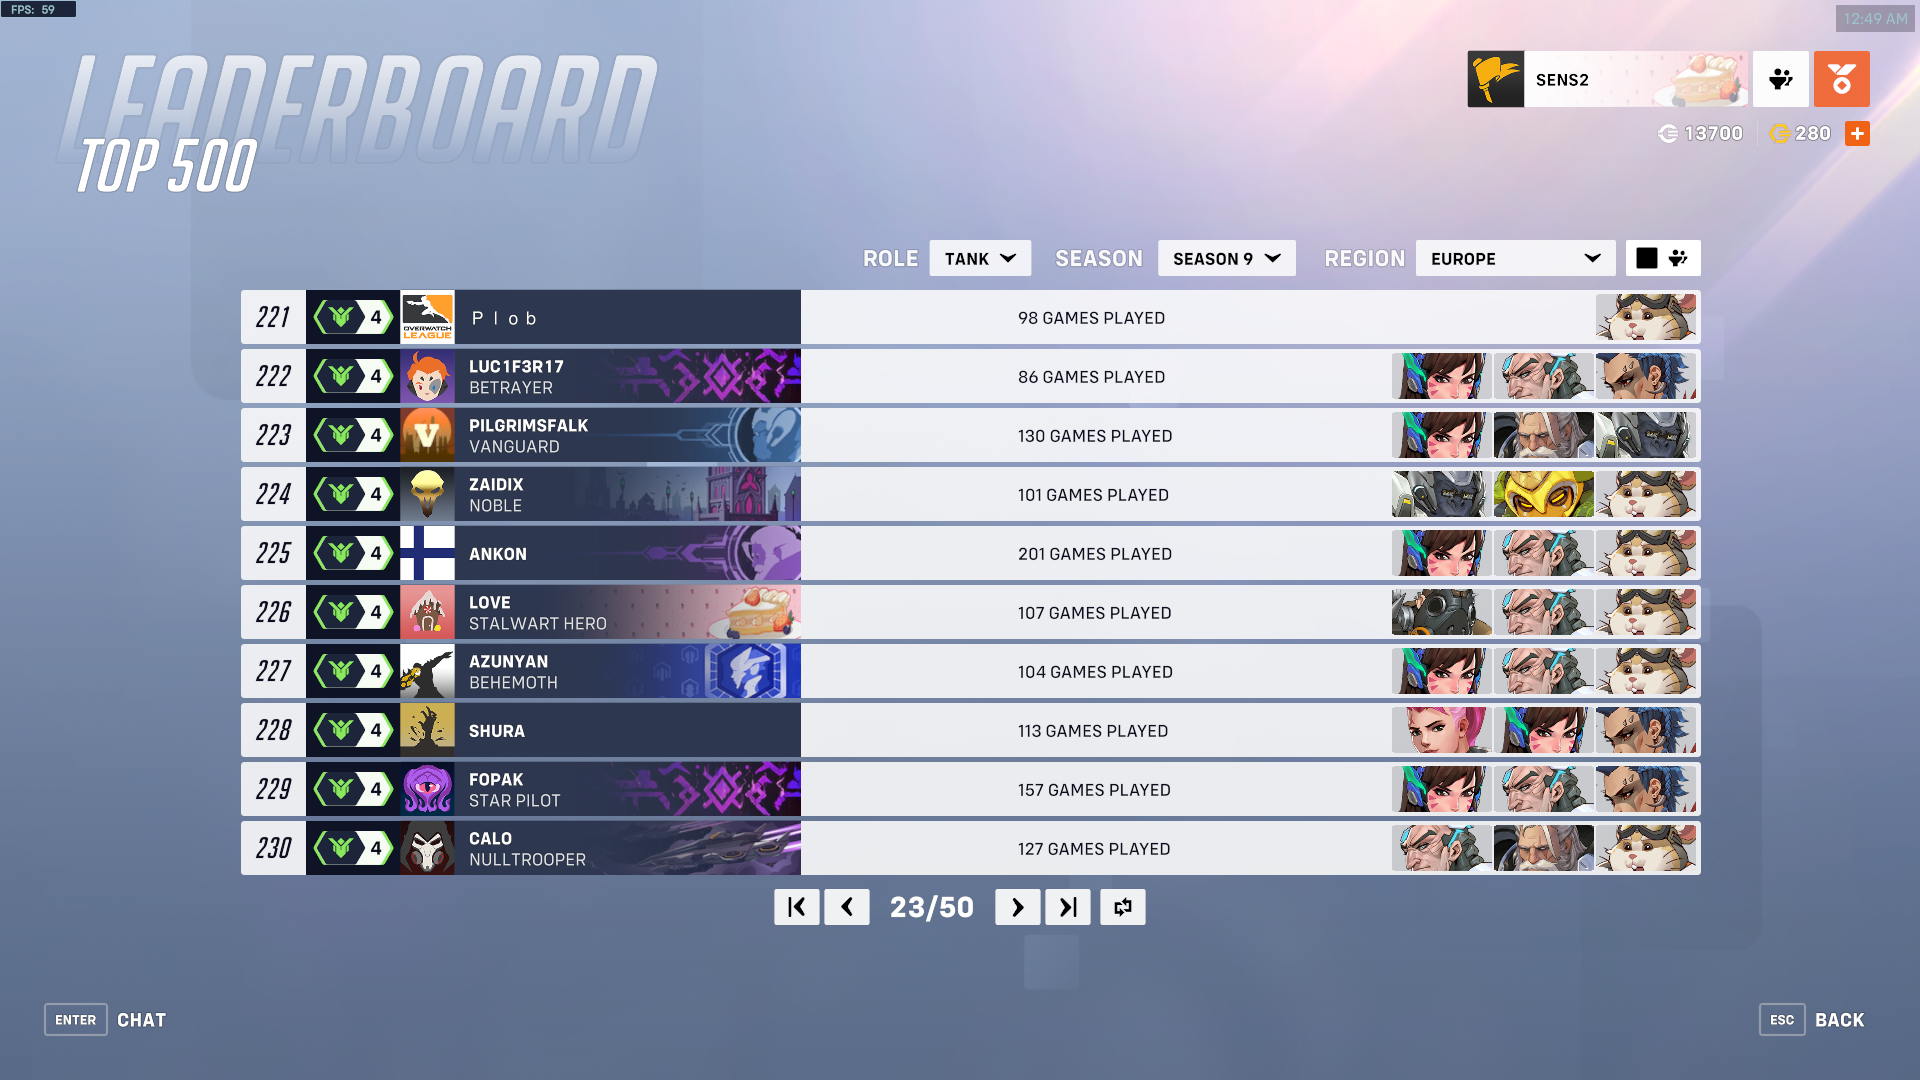 FPS: 59
12:49 AM
LEADERBOARD
TOP 500
SENS2
13700 280
ROLE TANK SEASON SEASON 9 REGION EUROPE
221 4 OVERWATCH LEAGUE Plob 98 GAMES PLAYED
222 4 LUC1F3R17 86 GAMES PLAYED
BETRAYER
223 4 V PILGRIMSFALK 130 GAMES PLAYED
VANGUARD
224 4 ZAIDIX 101 GAMES PLAYED
NOBLE
225 4 ANKON 201 GAMES PLAYED
226 4 LOVE 107 GAMES PLAYED
STALWART HERO
227 4 AZUNYAN 104 GAMES PLAYED
BEHEMOTH
228 4 SHURA 113 GAMES PLAYED
229 4 FOPAK 157 GAMES PLAYED
STAR PILOT
230 4 CALO 127 GAMES PLAYED
NULLTROOPER
23/50
ENTER CHAT
ESC BACK